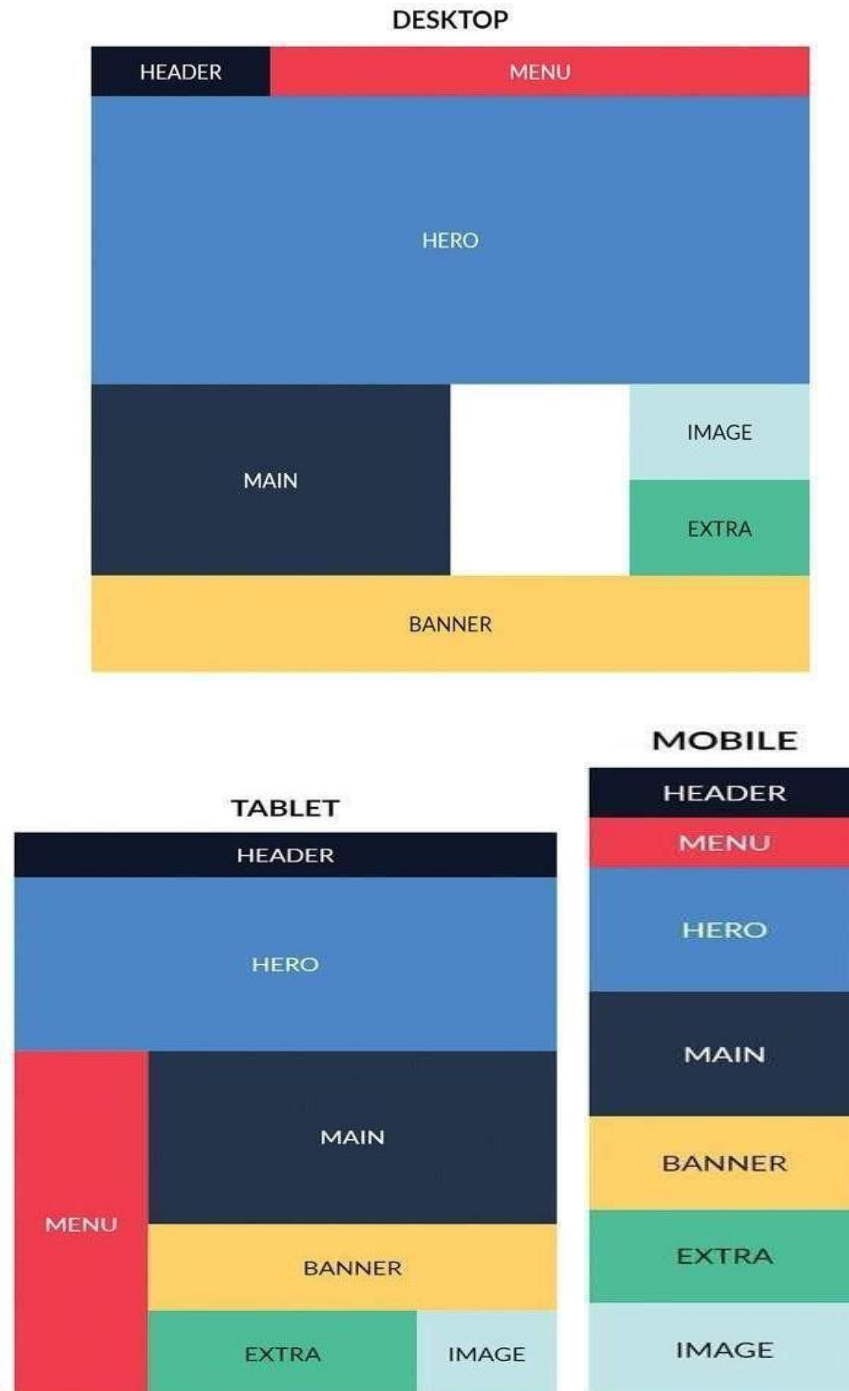 DESKTOP
HEADER MENU
HERO
MAIN
IMAGE
EXTRA
BANNER
TABLET
HEADER
HERO
MENU
MAIN
BANNER
EXTRA IMAGE
MOBILE
HEADER
MENU
HERO
MAIN
BANNER
EXTRA
IMAGE